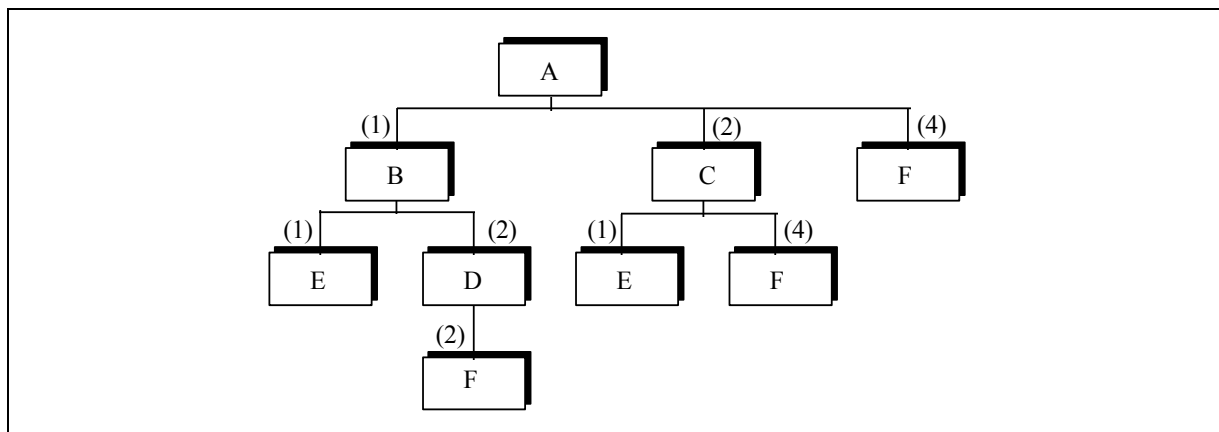 A
(1) (2) (4)
B C F
(1) (2) (1) (4)
E D E F
(2)
F